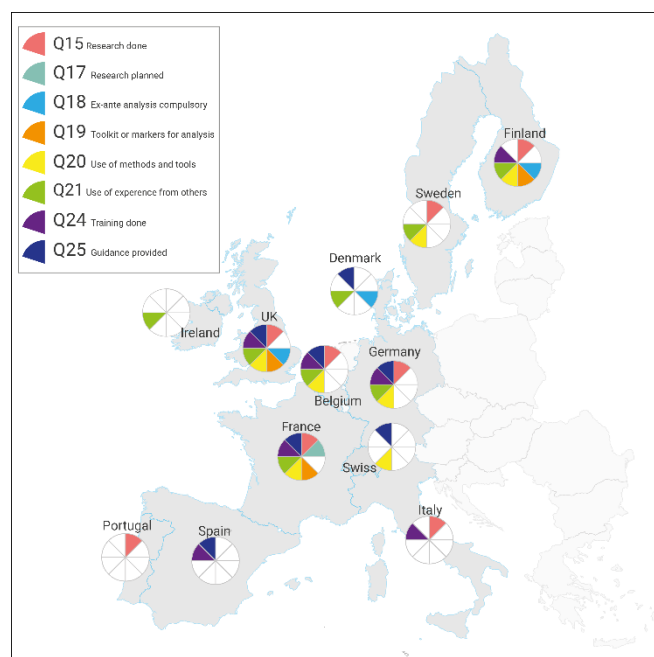 Q15 Research done
Q17 Research planned
Q18 Ex-ante analysis compulsory
Q19 Toolkit or markers for analysis
Q20 Use of methods and tools
Q21 Use of experence from others
Q24 Training done
Q25 Guidance provided
Finland
Sweden
Denmark
UK
Ireland
Germany
Belgium
France
Swiss
Italy
Portugal
Spain